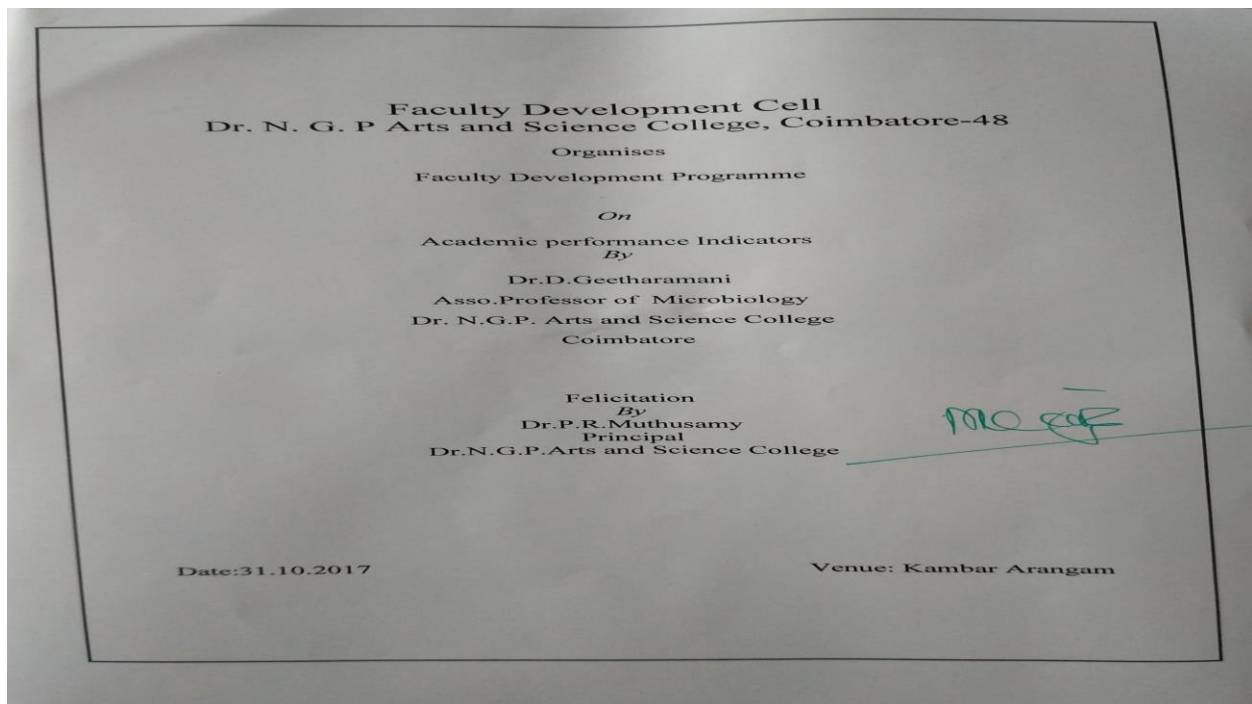 Faculty Development Cell
Dr. N. G. P Arts and Science College, Coimbatore-48
Organises
Faculty Development Programme
On
Academic performance Indicators
By
Dr.D.Geetharamani
Asso.Professor of Microbiology
Dr. N.G.P. Arts and Science College
Coimbatore
Felicitation
By
Dr.P.R.Muthusamy
Principal
Dr.N.G.P.Arts and Science College
Date:31.10.2017
Venue: Kambar Arangam